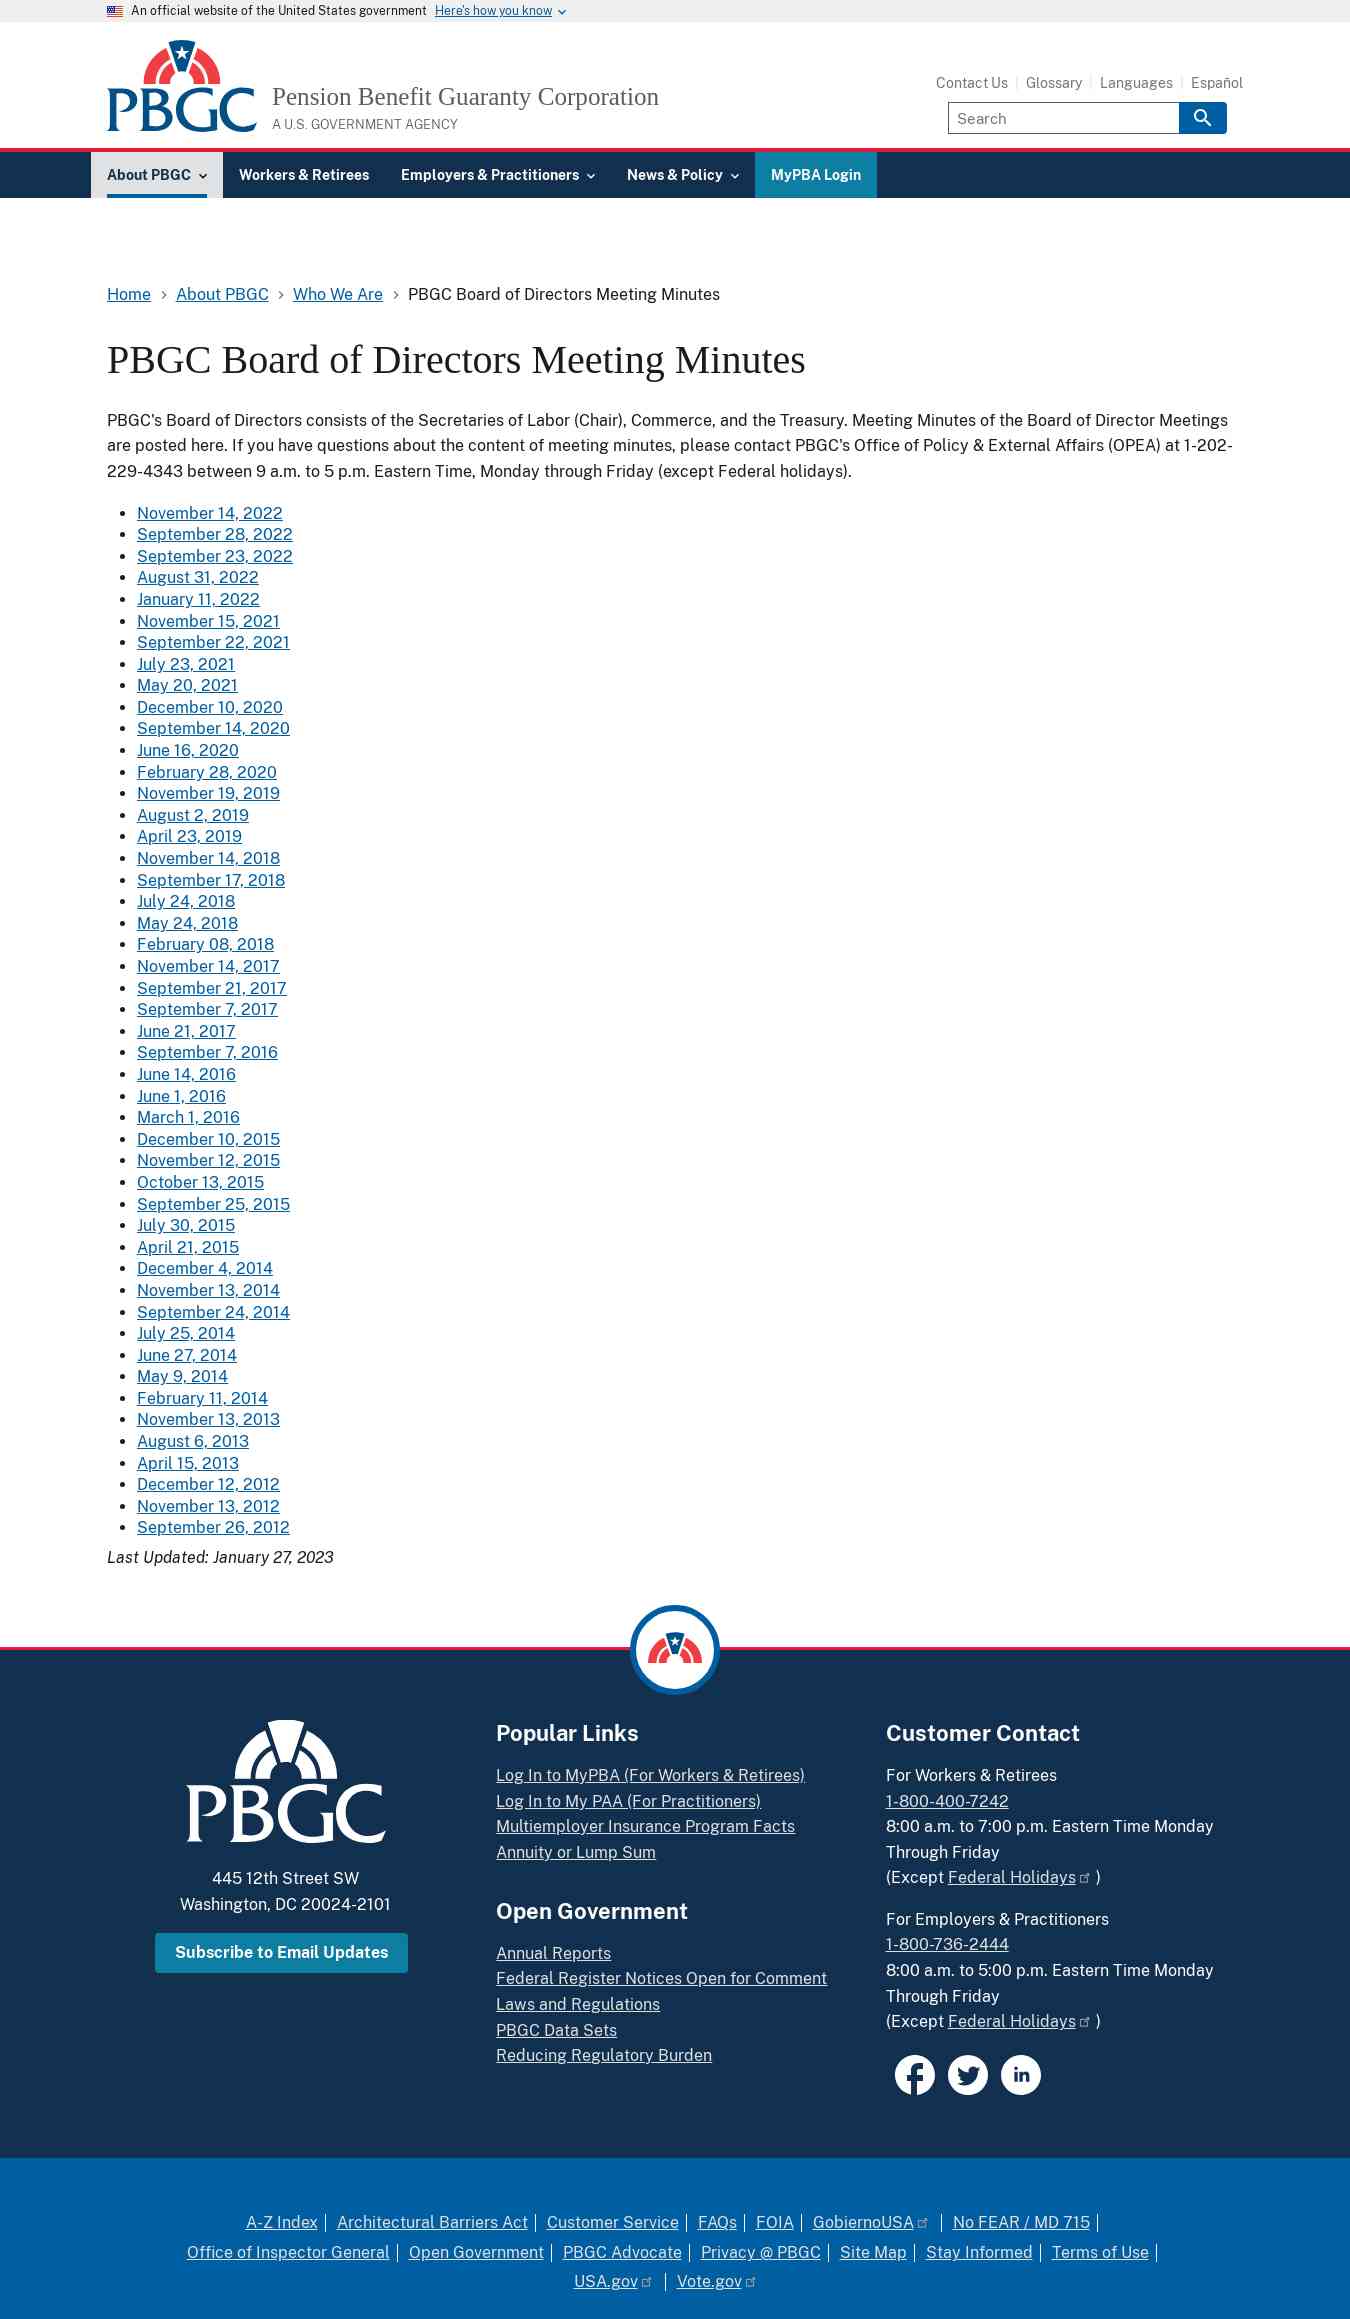 An official website of the United States government Here's how you know
PBGC
Pension Benefit Guaranty Corporation
A U.S. GOVERNMENT AGENCY
Contact Us Glossary Languages Español
Search
About PBGC Workers & Retirees Employers & Practitioners News & Policy MyPBA Login
Home About PBGC Who We Are PBGC Board of Directors Meeting Minutes
PBGC Board of Directors Meeting Minutes
PBGC's Board of Directors consists of the Secretaries of Labor (Chair), Commerce, and the Treasury. Meeting Minutes of the Board of Director Meetings
are posted here. If you have questions about the content of meeting minutes, please contact PBGC's Office of Policy & External Affairs (OPEA) at 1-202-
229-4343 between 9 a.m. to 5 p.m. Eastern Time, Monday through Friday (except Federal holidays).
November 14, 2022
September 28, 2022
September 23, 2022
August 31, 2022
January 11, 2022
November 15, 2021
September 22, 2021
July 23, 2021
May 20, 2021
December 10, 2020
September 14, 2020
June 16, 2020
February 28, 2020
November 19, 2019
August 2, 2019
April 23, 2019
November 14, 2018
September 17, 2018
July 24, 2018
May 24, 2018
February 08, 2018
November 14, 2017
September 21, 2017
September 7, 2017
June 21, 2017
September 7, 2016
June 14, 2016
June 1, 2016
March 1, 2016
December 10, 2015
November 12, 2015
October 13, 2015
September 25, 2015
July 30, 2015
April 21, 2015
December 4, 2014
November 13, 2014
September 24, 2014
July 25, 2014
June 27, 2014
May 9, 2014
February 11, 2014
November 13, 2013
August 6, 2013
April 15, 2013
December 12, 2012
November 13, 2012
September 26, 2012
Last Updated: January 27, 2023
PBGC
445 12th Street SW
Washington, DC 20024-2101
Subscribe to Email Updates
Popular Links
Log In to MyPBA (For Workers & Retirees)
Log In to My PAA (For Practitioners)
Multiemployer Insurance Program Facts
Annuity or Lump Sum
Open Government
Annual Reports
Federal Register Notices Open for Comment
Laws and Regulations
PBGC Data Sets
Reducing Regulatory Burden
Customer Contact
For Workers & Retirees
1-800-400-7242
8:00 a.m. to 7:00 p.m. Eastern Time Monday
Through Friday
(Except Federal Holidays )
For Employers & Practitioners
1-800-736-2444
8:00 a.m. to 5:00 p.m. Eastern Time Monday
Through Friday
(Except Federal Holidays )
in
A-Z Index Architectural Barriers Act Customer Service FAQs FOIA GobiernoUSA No FEAR / MD 715
Office of Inspector General Open Government PBGC Advocate Privacy @ PBGC Site Map Stay Informed Terms of Use
USA.gov Vote.gov